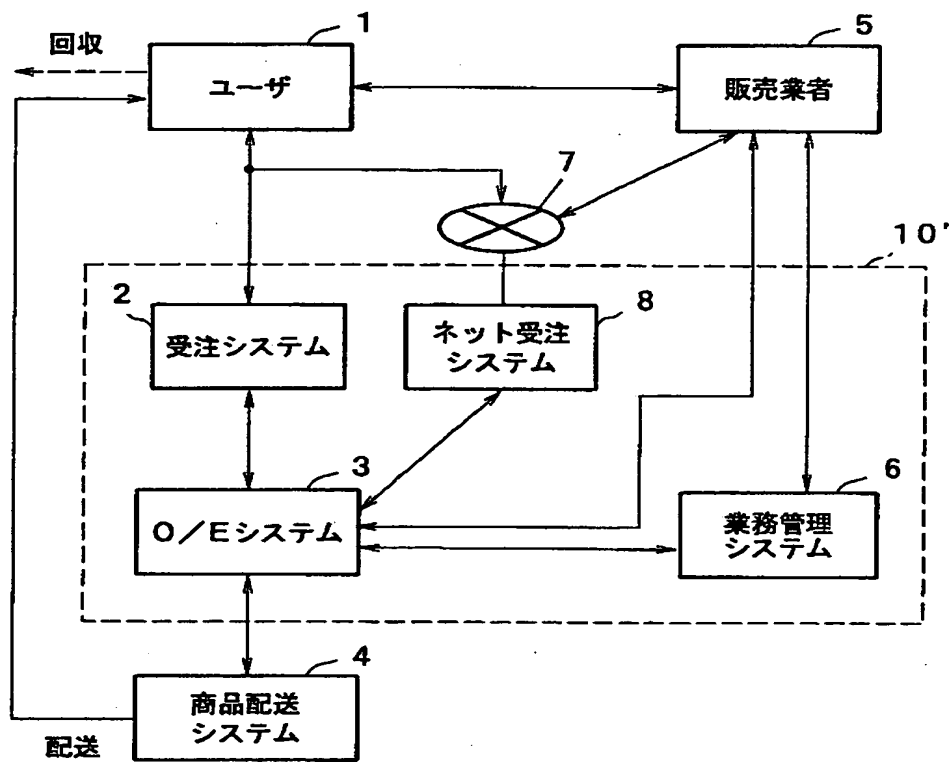 1
5
回収
ユーザ
販売業者
7
10'
2
8
受注システム
ネット受注
システム
3
6
O/Eシステム
業務管理
システム
4
商品配送
システム
配送